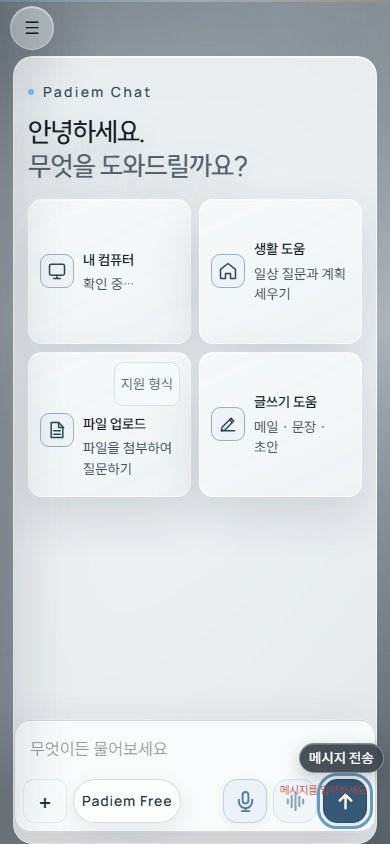 Padiem Chat
안녕하세요.
무엇을 도와드릴까요?
내 컴퓨터
확인 중…
생활 도움
일상 질문과 계획
세우기
지원 형식
파일 업로드
파일을 첨부하여
질문하기
글쓰기 도움
메일 · 문장 ·
초안
무엇이든 물어보세요
메시지 전송
메시지를
+
Padiem Free